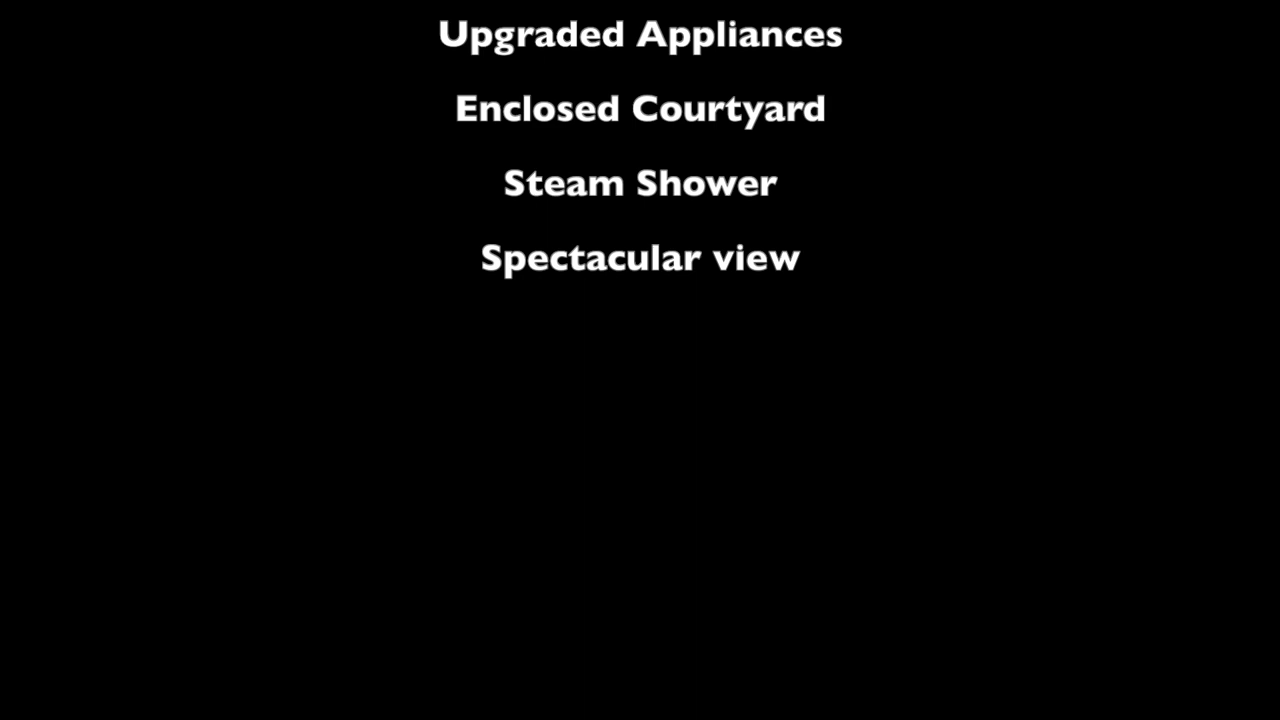 Upgraded Appliances
Enclosed Courtyard
Steam Shower
Spectacular view